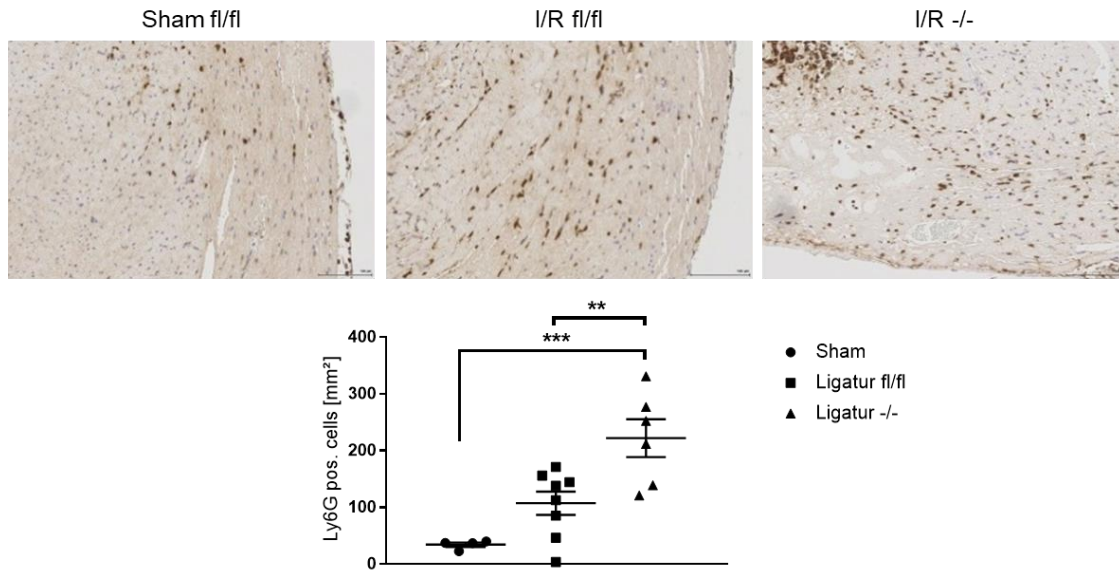 Sham fl/fl
I/R fl/fl
I/R -/-
**
***
400
300
200
100
0
Ly6G pos. cells [mm²]
Sham
Ligatur fl/fl
Ligatur -/-